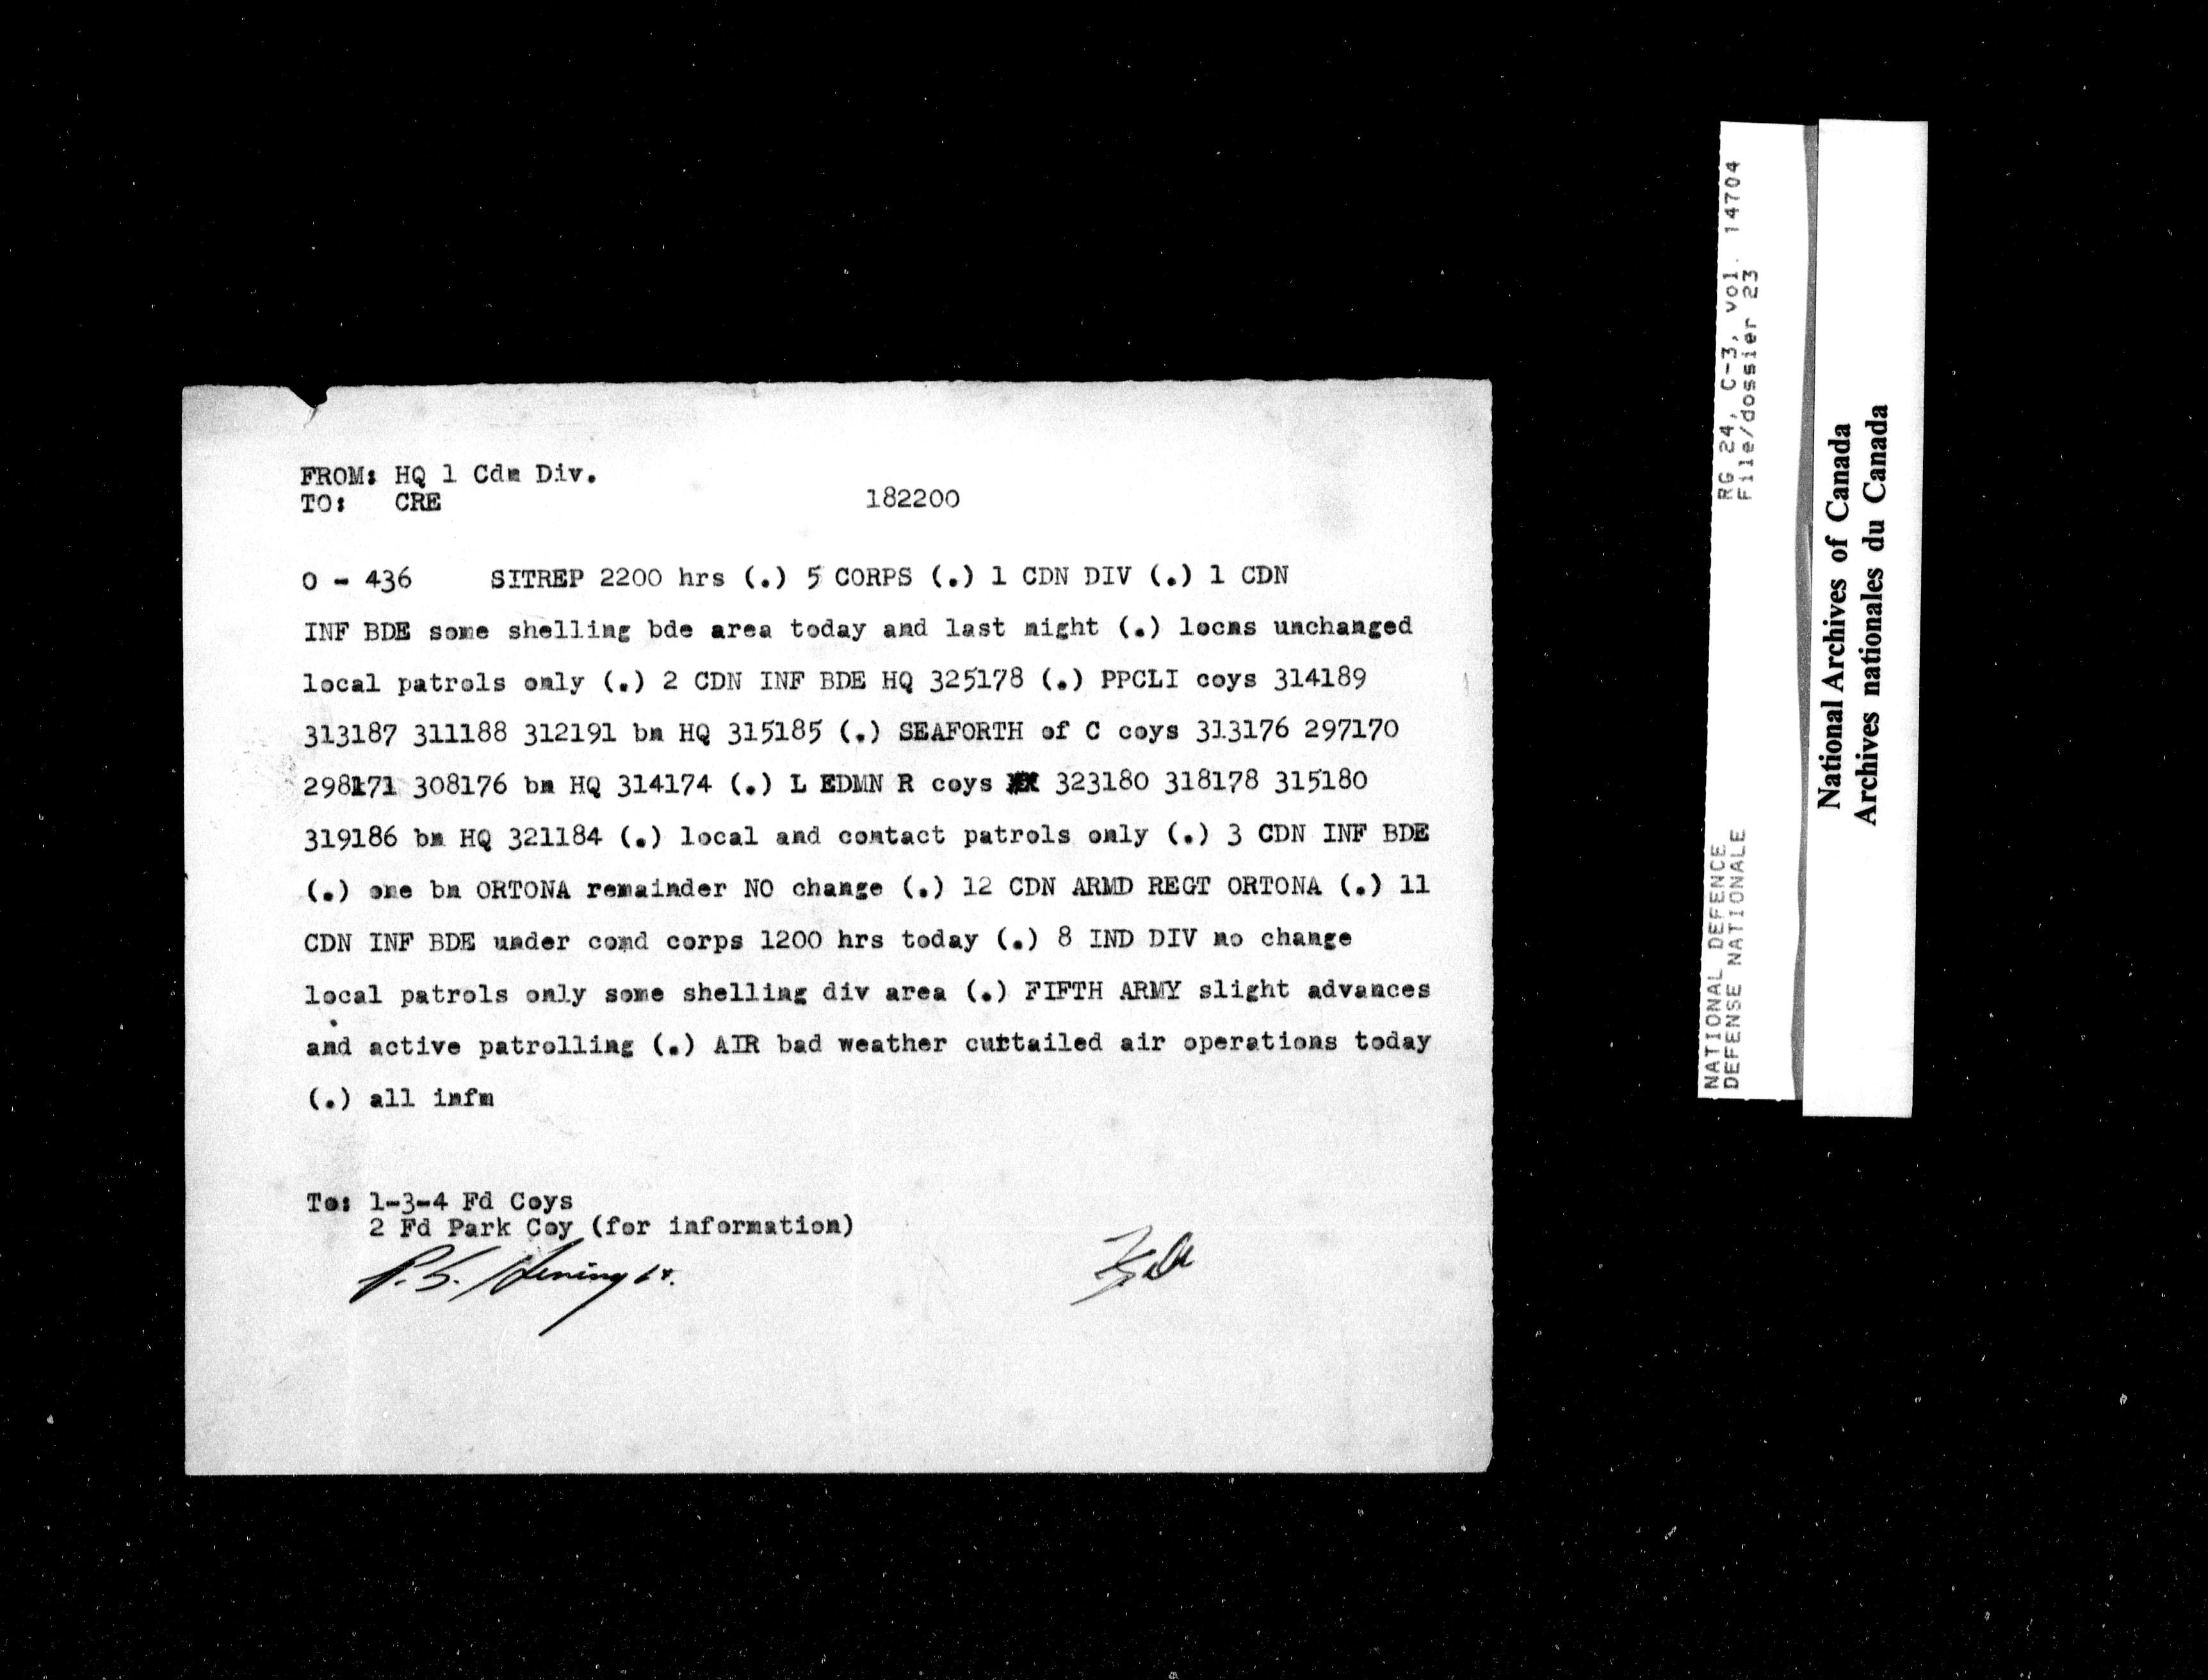 FROM: HQ 1 Cdn Div.
TO: CRE 182200
O - 436 SITREP 2200 hrs (.) 5 CORPS (.) 1 CDN DIV (.) 1 CDN
INF BDE some shelling bde area today and last night (.) locns unchanged
local patrols only (.) 2 CDN INF BDE HQ 325178 (.) PPCLI coys 314189
313187 311188 312191 bn HQ 315185 (.) SEAFORTH of C coys 313176 297170
298171 308176 bn HQ 314174 (.) L EDMN R coys 323180 318178 315180
319186 bn HQ 321184 (.) local and contact patrols only (.) 3 CDN INF BDE
(.) one bn ORTONA remainder NO change (.) 12 CDN ARMD REGT ORTONA (.) 11
CDN INF BDE under comd corps 1200 hrs today (.) 8 IND DIV no change
local patrols only some shelling div area (.) FIFTH ARMY slight advances
and active patrolling (.) AIR bad weather curtailed air operations today
(.) all infm
To: 1-3-4 Fd Coys
2 Fd Park Coy (for information)
RG 24, C-3, vol. 14704
File/dossier 23
NATIONAL DEFENCE
DEFENSE NATIONALE
National Archives of Canada
Archives nationales du Canada